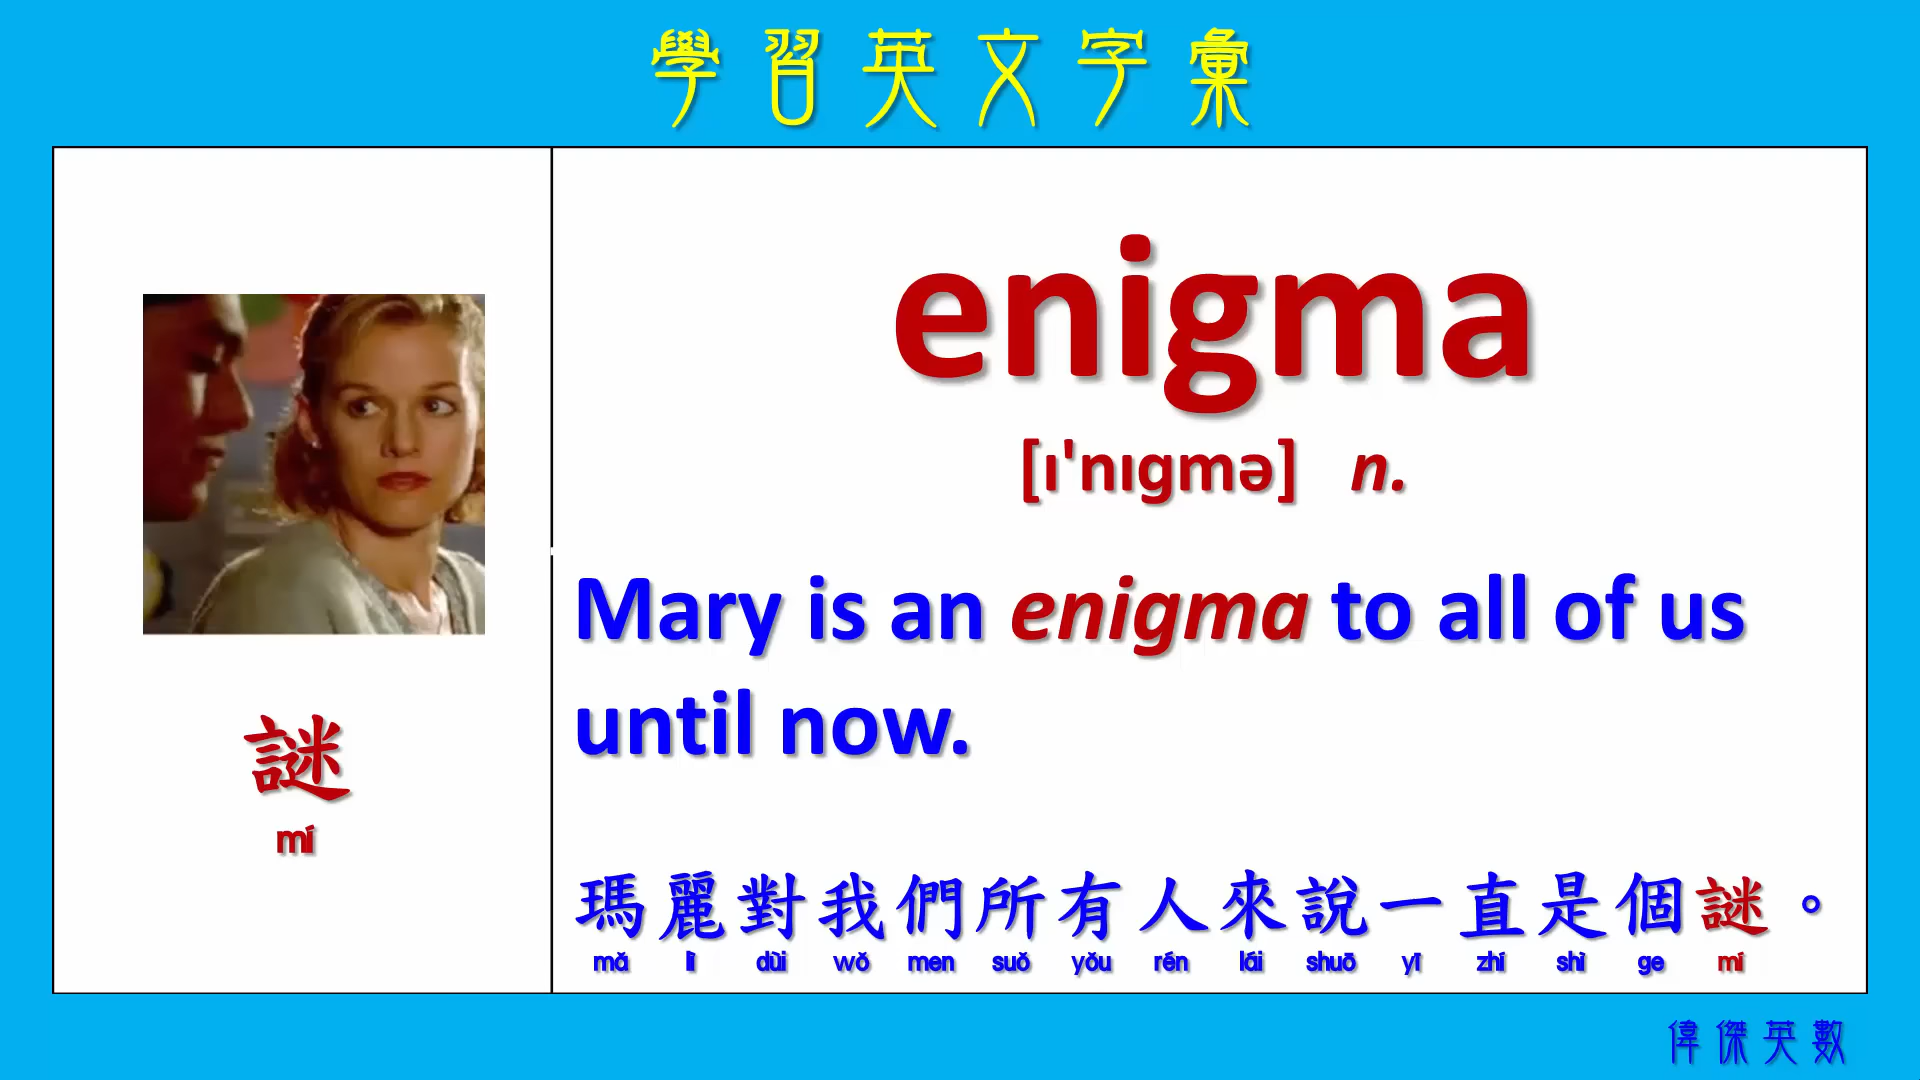 學習英文字彙
enigma
[ɪ'nɪgmə] n.
Mary is an enigma to all of us
until now.
謎
mí
瑪麗對我們所有人來說一直是個謎。
mǎ lì duì wǒ men suǒ yǒu rén lái shuō yī zhí shì ge mí
偉傑英數